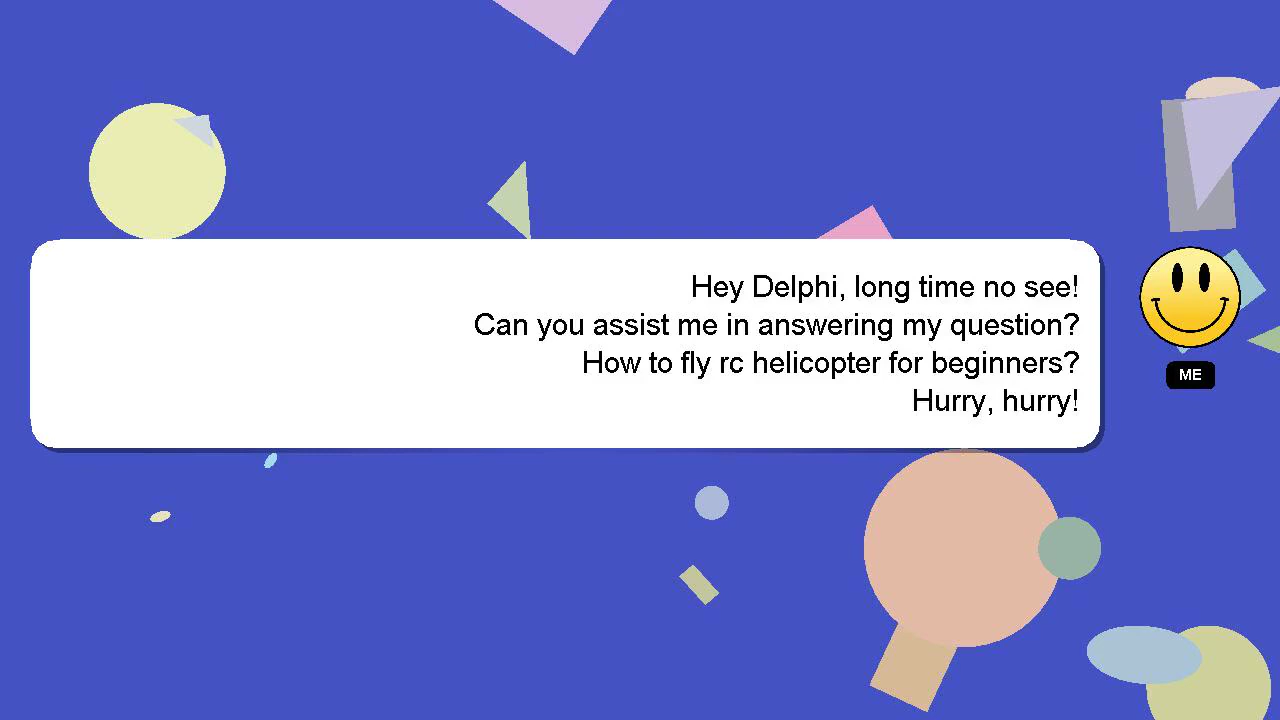 Hey Delphi, long time no see!
Can you assist me in answering my question?
How to fly rc helicopter for beginners?
Hurry, hurry!
ME